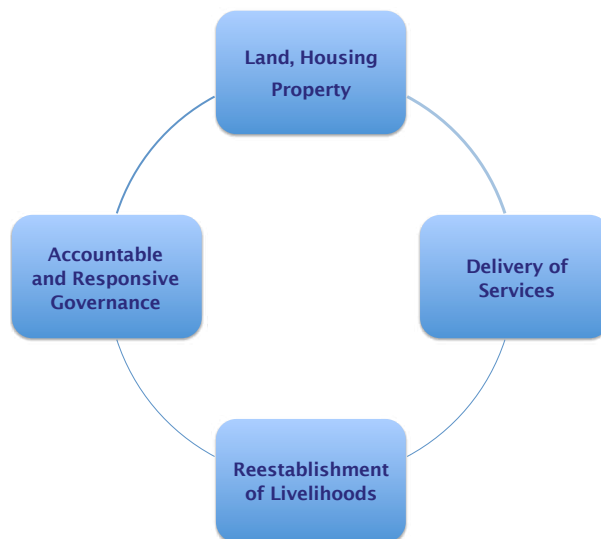 Land, Housing
Property
Accountable
and Responsive
Governance
Delivery of
Services
Reestablishment
of Livelihoods